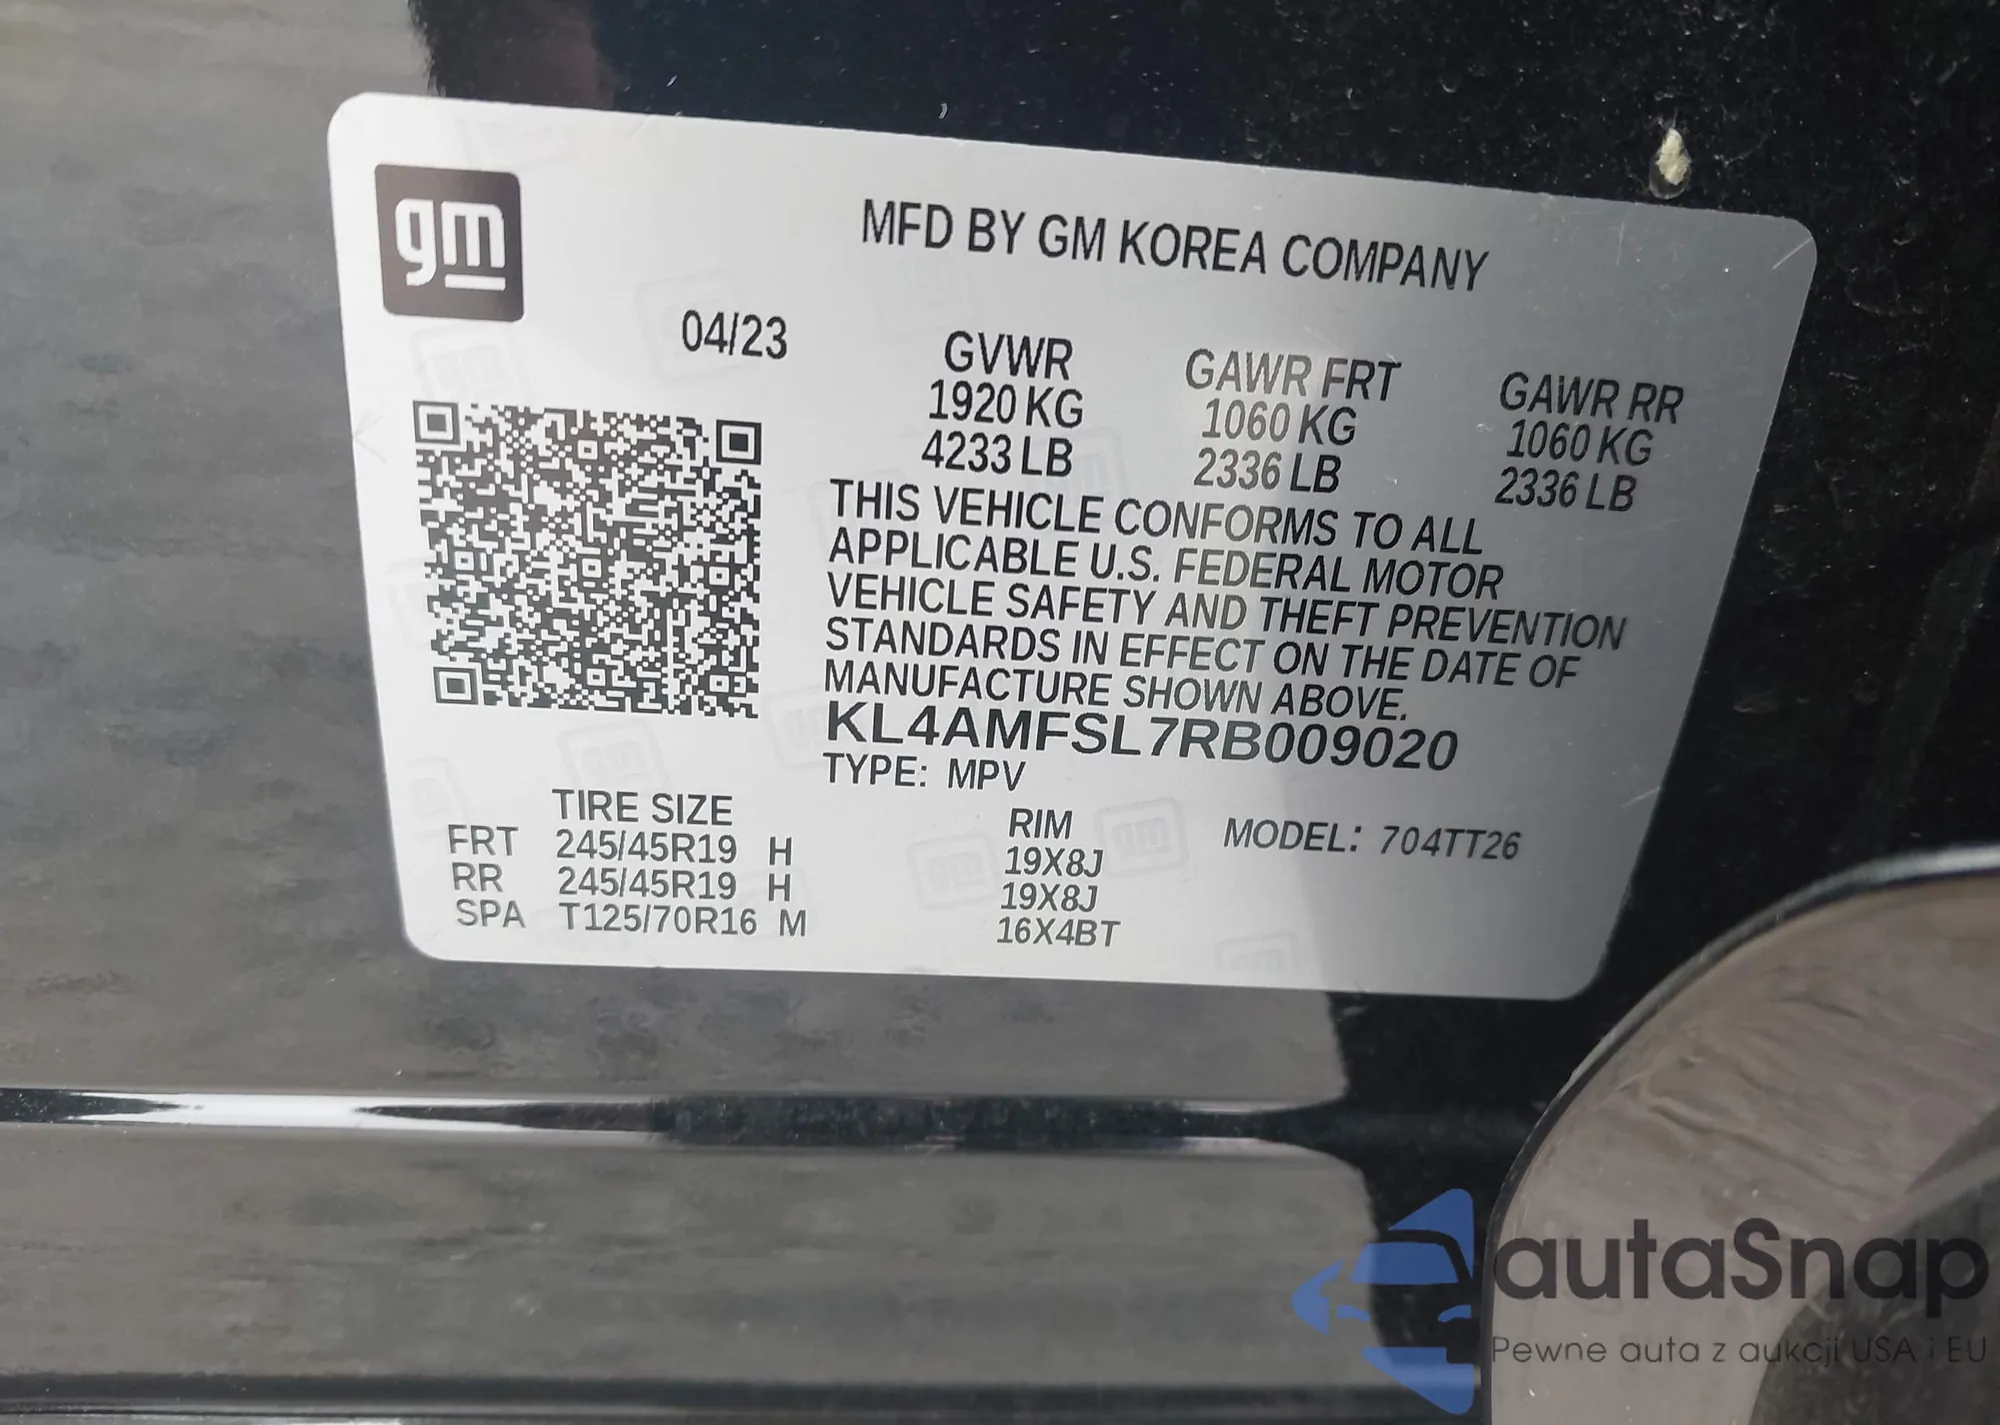 gm
MFD BY GM KOREA COMPANY
04/23
GVWR GAWR FRT GAWR RR
1920 KG 1060 KG 1060 KG
4233 LB 2336 LB 2336 LB
THIS VEHICLE CONFORMS TO ALL
APPLICABLE U.S. FEDERAL MOTOR
VEHICLE SAFETY AND THEFT PREVENTION
STANDARDS IN EFFECT ON THE DATE OF
MANUFACTURE SHOWN ABOVE.
KL4AMFSL7RB009020
TYPE: MPV
TIRE SIZE RIM MODEL: 704TT26
FRT 245/45R19 H 19X8J
RR 245/45R19 H 19X8J
SPA T125/70R16 M 16X4BT
autaSnap
Pewne auta z aukcji USA i EU